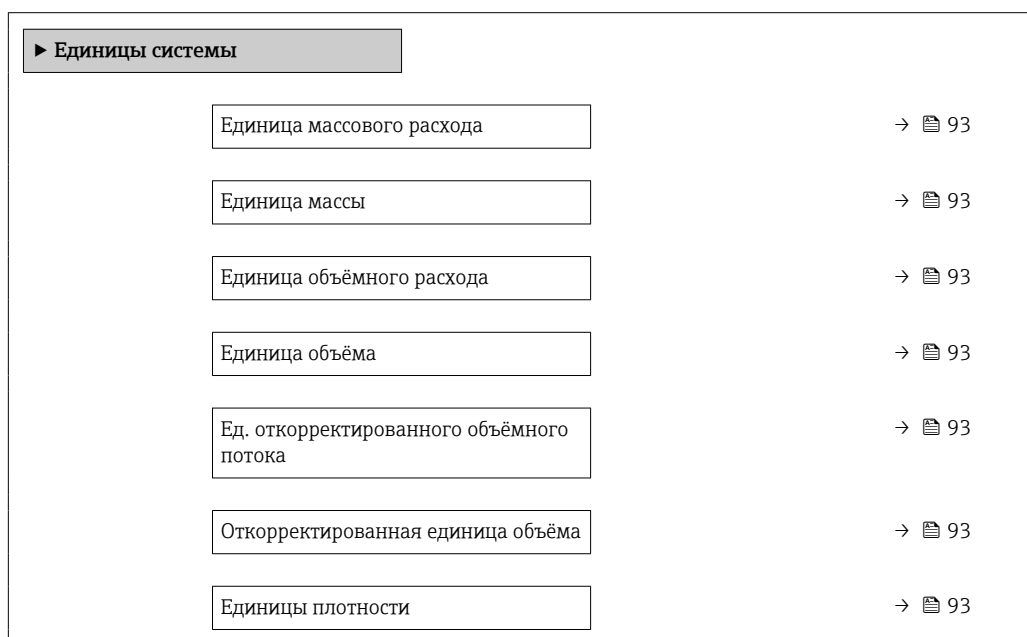 ▶ Единицы системы
Единица массового расхода → 93
Единица массы → 93
Единица объёмного расхода → 93
Единица объёма → 93
Ед. откорректированного объёмного → 93
потока
Откорректированная единица объёма → 93
Единицы плотности → 93